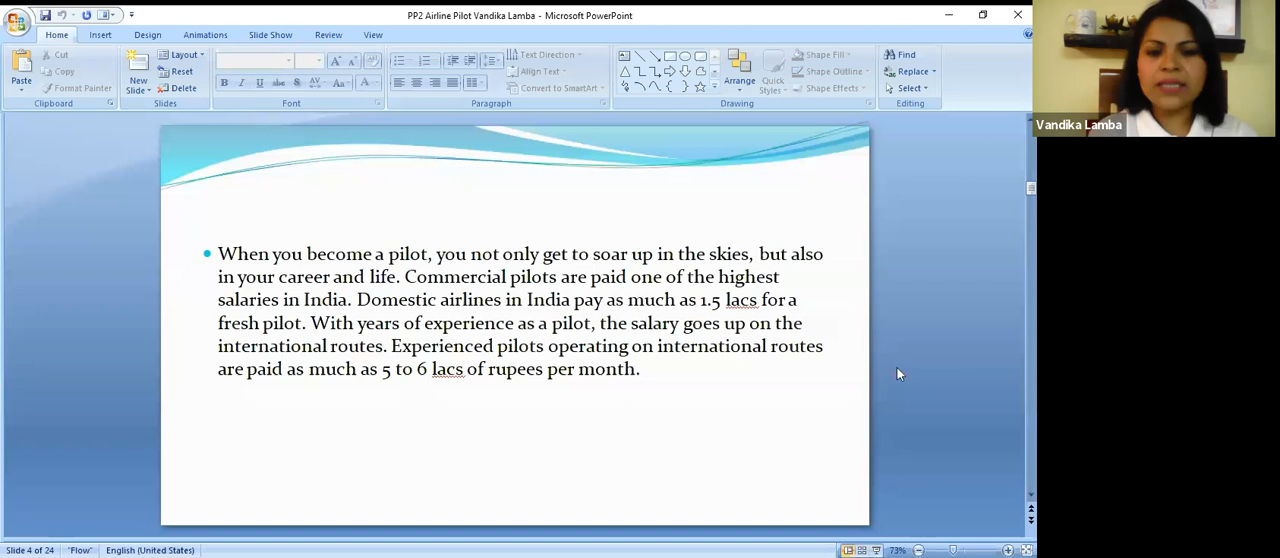 PP2 Airline Pilot Vandika Lamba - Microsoft PowerPoint
Home Insert Design Animations Slide Show Review View
Cut
Copy
Format Painter
Paste
Clipboard
New
Slide
Layout
Reset
Delete
Slides
B I U abc S AV Aa A
Font
Paragraph
Text Direction
Align Text
Convert to SmartArt
Arrange
Quick
Styles
Shape Fill
Shape Outline
Shape Effects
Drawing
Find
Replace
Select
Editing
Vandika Lamba
When you become a pilot, you not only get to soar up in the skies, but also
in your career and life. Commercial pilots are paid one of the highest
salaries in India. Domestic airlines in India pay as much as 1.5 lacs for a
fresh pilot. With years of experience as a pilot, the salary goes up on the
international routes. Experienced pilots operating on international routes
are paid as much as 5 to 6 lacs of rupees per month.
Slide 4 of 24 "Flow" English (United States) 73%